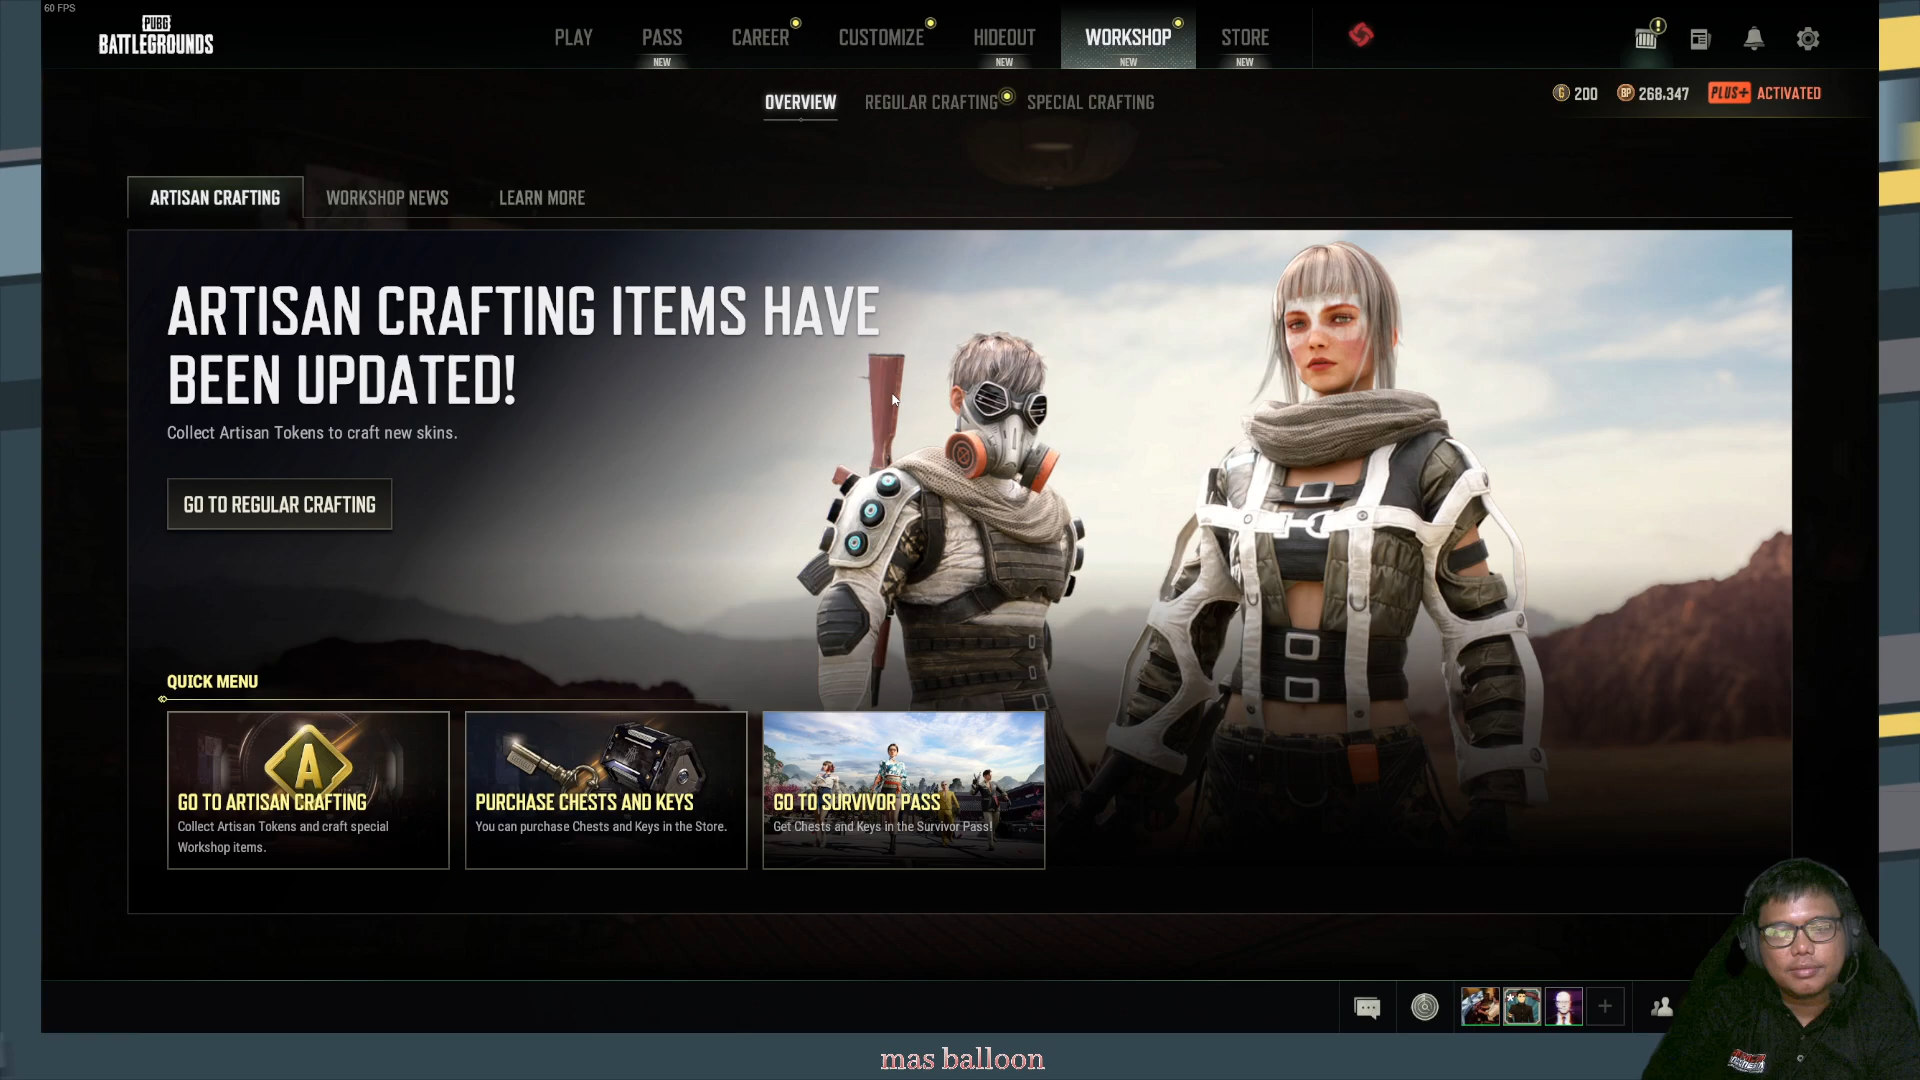 60 FPS
PUBG
BATTLEGROUNDS
PLAY
PASS
NEW
CAREER
CUSTOMIZE
HIDEOUT
NEW
WORKSHOP
NEW
STORE
NEW
OVERVIEW
REGULAR CRAFTING
SPECIAL CRAFTING
G 200
BP 268,347
PLUS+ ACTIVATED
ARTISAN CRAFTING
WORKSHOP NEWS
LEARN MORE
ARTISAN CRAFTING ITEMS HAVE
BEEN UPDATED!
Collect Artisan Tokens to craft new skins.
GO TO REGULAR CRAFTING
QUICK MENU
A
GO TO ARTISAN CRAFTING
Collect Artisan Tokens and craft special
Workshop items.
PURCHASE CHESTS AND KEYS
You can purchase Chests and Keys in the Store.
GO TO SURVIVOR PASS
Get Chests and Keys in the Survivor Pass!
mas balloon